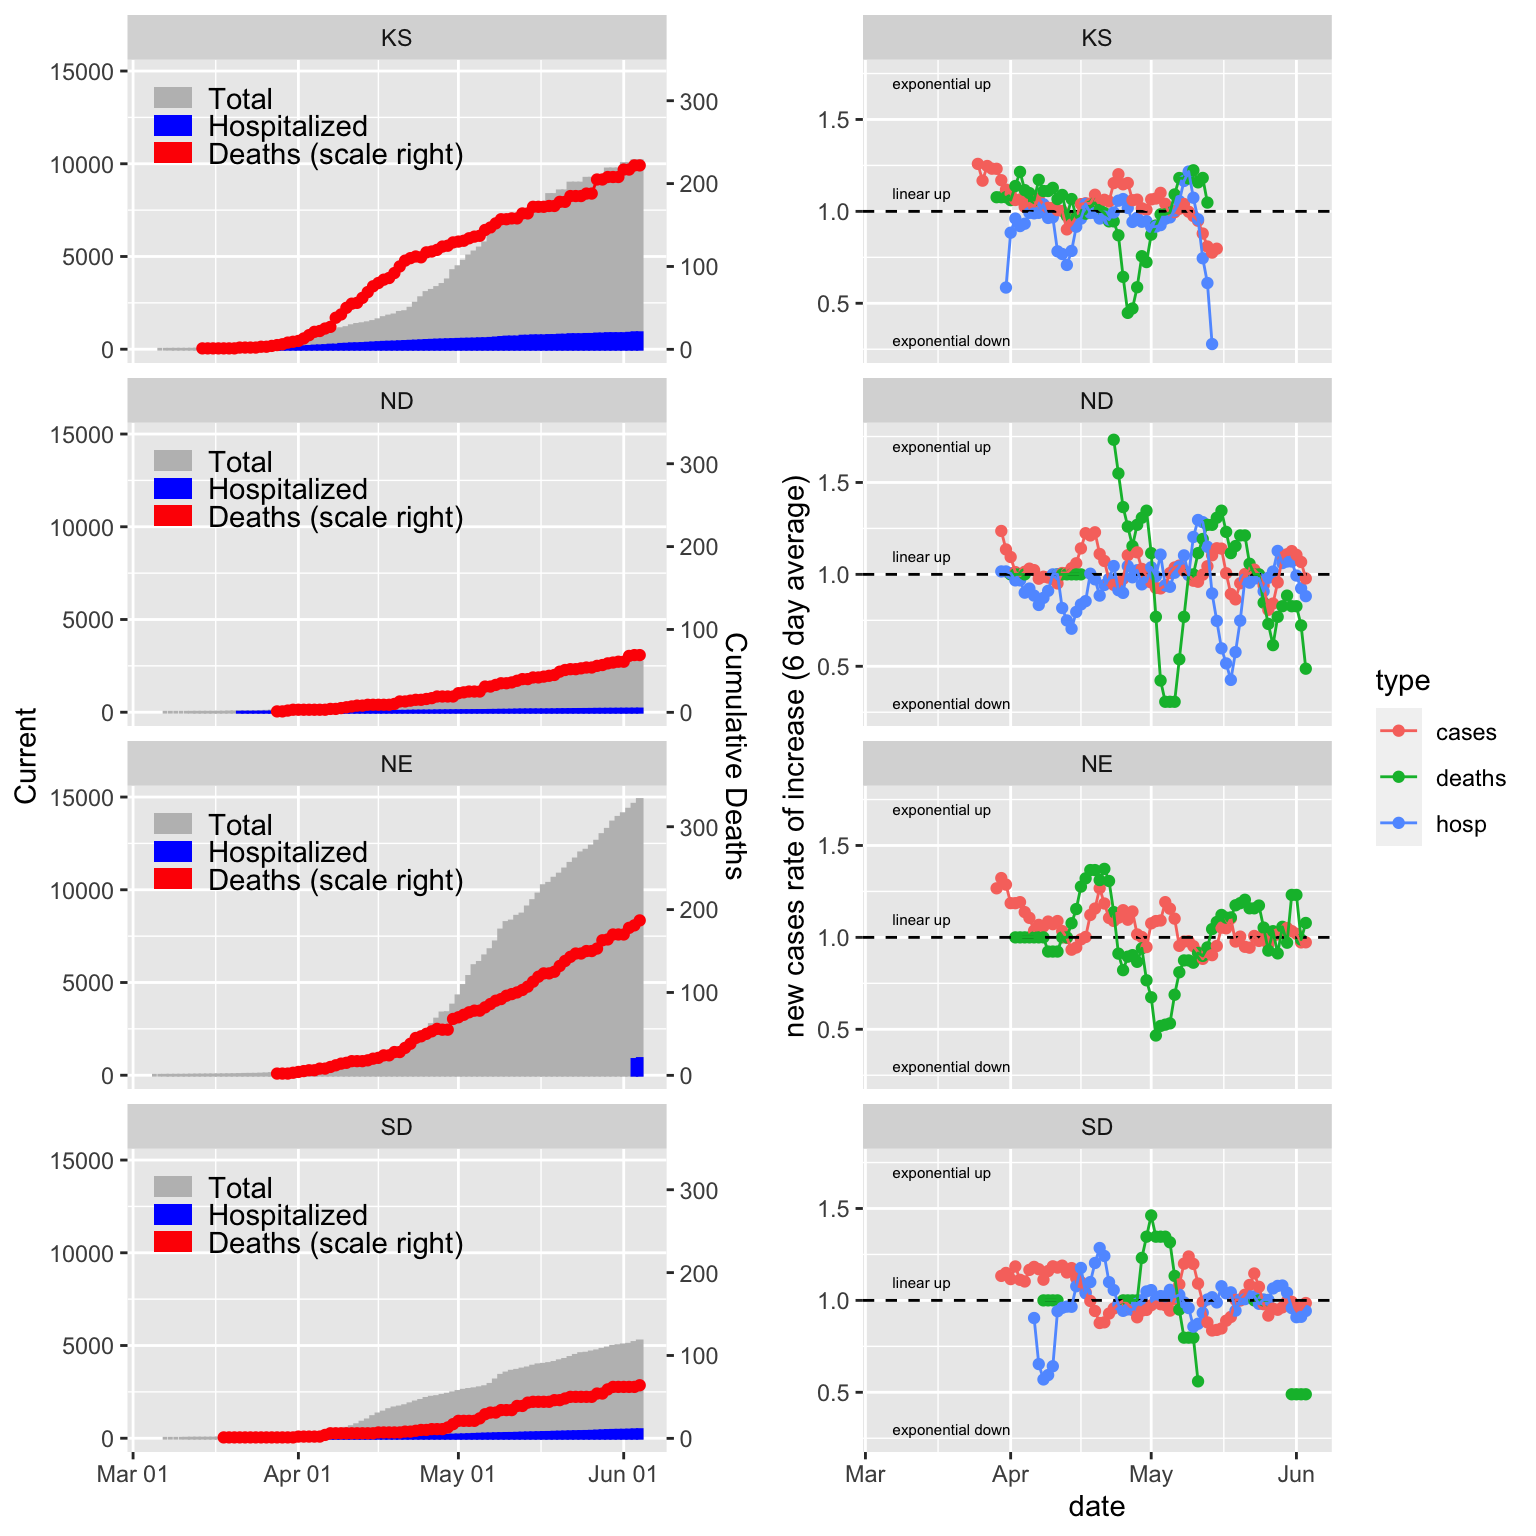 KS
15000
10000
5000
0
Total
Hospitalized
Deaths (scale right)
300
200
100
0
ND
15000
10000
5000
0
Total
Hospitalized
Deaths (scale right)
300
200
100
0
NE
15000
10000
5000
0
Total
Hospitalized
Deaths (scale right)
300
200
100
0
SD
15000
10000
5000
0
Total
Hospitalized
Deaths (scale right)
300
200
100
0
Mar 01
Apr 01
May 01
Jun 01
Current
Cumulative Deaths
KS
1.5
1.0
0.5
exponential up
linear up
exponential down
ND
1.5
1.0
0.5
exponential up
linear up
exponential down
NE
1.5
1.0
0.5
exponential up
linear up
exponential down
SD
1.5
1.0
0.5
exponential up
linear up
exponential down
Mar
Apr
May
Jun
date
new cases rate of increase (6 day average)
type
cases
deaths
hosp